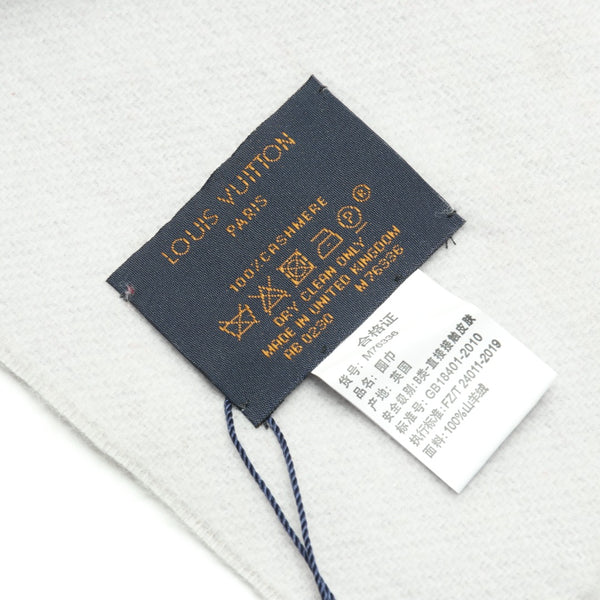 LOUIS VUITTON
PARIS
100%CASHMERE
DRY CLEAN ONLY
MADE IN UNITED KINGDOM
AB 0230 M76336
合格证
货号: M76336
品名: 围巾
产地: 英国
安全级别: B类-直接接触皮肤
标准号: GB18401-2010
执行标准: FZ/T 24011-2019
面料: 100%山羊绒